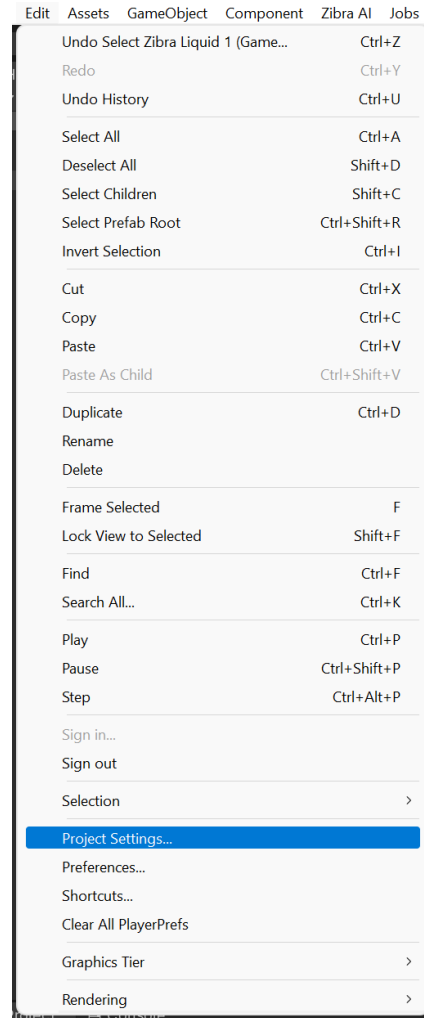 Edit Assets GameObject Component Zibra AI Jobs
Undo Select Zibra Liquid 1 (Game... Ctrl+Z
Redo Ctrl+Y
Undo History Ctrl+U
Select All Ctrl+A
Deselect All Shift+D
Select Children Shift+C
Select Prefab Root Ctrl+Shift+R
Invert Selection Ctrl+I
Cut Ctrl+X
Copy Ctrl+C
Paste Ctrl+V
Paste As Child Ctrl+Shift+V
Duplicate Ctrl+D
Rename
Delete
Frame Selected F
Lock View to Selected Shift+F
Find Ctrl+F
Search All... Ctrl+K
Play Ctrl+P
Pause Ctrl+Shift+P
Step Ctrl+Alt+P
Sign in...
Sign out
Selection >
Project Settings...
Preferences...
Shortcuts...
Clear All PlayerPrefs
Graphics Tier >
Rendering >